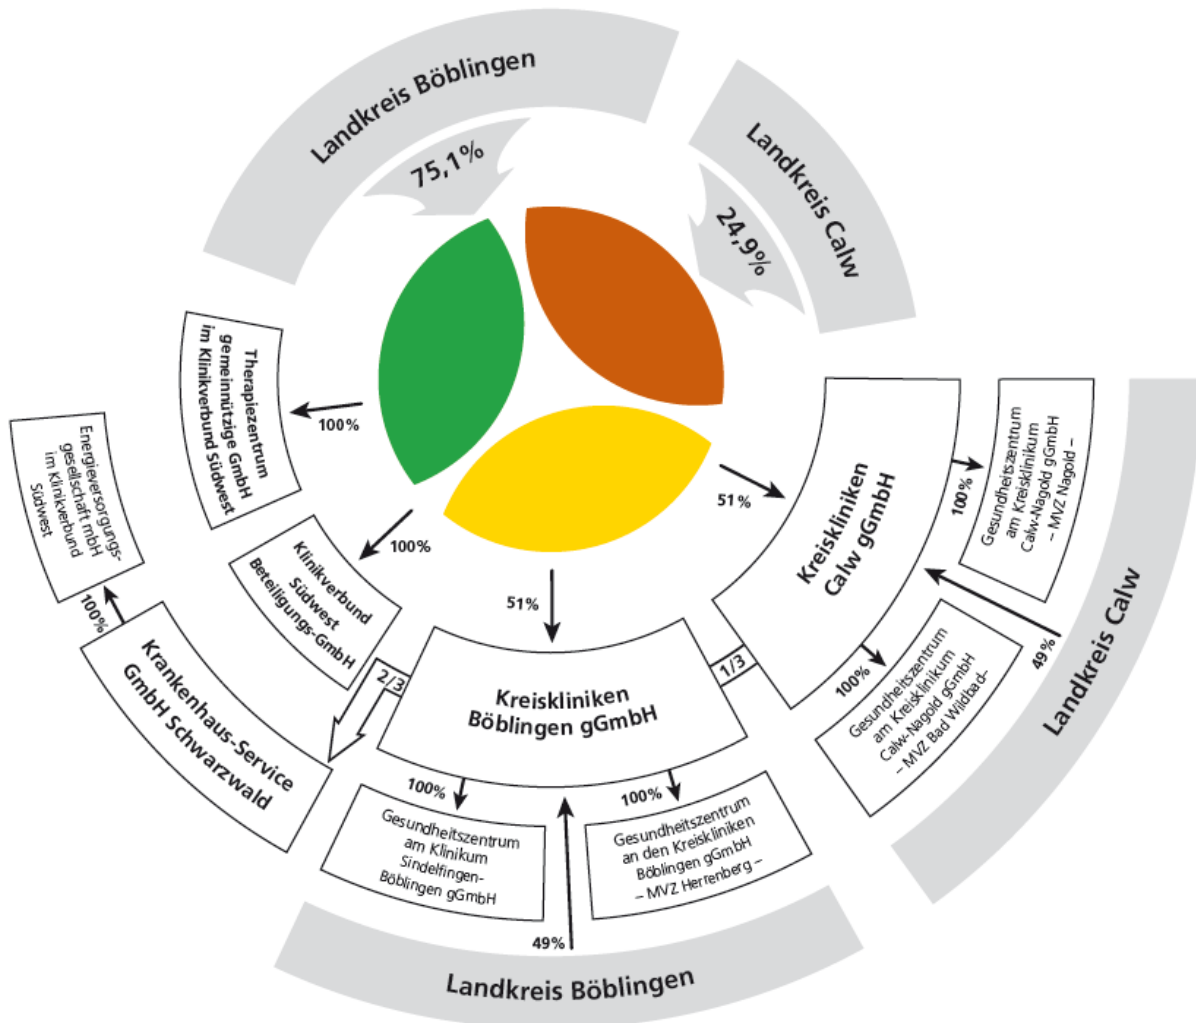 Landkreis Böblingen
75,1%
Landkreis Calw
24,9%
Therapiezentrum
gemeinnützige GmbH
im Klinikverbund Südwest
100%
Energieversorgungs-
gesellschaft mbH
im Klinikverbund
Südwest
100%
Klinikverbund
Südwest
Beteiligungs-GmbH
100%
Krankenhaus-Service
GmbH Schwarzwald
2/3
51%
Kreiskliniken
Böblingen gGmbH
1/3
51%
Kreiskliniken
Calw gGmbH
100%
Gesundheitszentrum
am Kreisklinikum
Calw-Nagold gGmbH
– MVZ Nagold –
100%
Gesundheitszentrum
am Kreisklinikum
Calw-Nagold gGmbH
– MVZ Bad Wildbad–
49%
Landkreis Calw
100%
Gesundheitszentrum
am Klinikum
Sindelfingen-
Böblingen gGmbH
100%
Gesundheitszentrum
an den Kreiskliniken
Böblingen gGmbH
– MVZ Herrenberg –
49%
Landkreis Böblingen